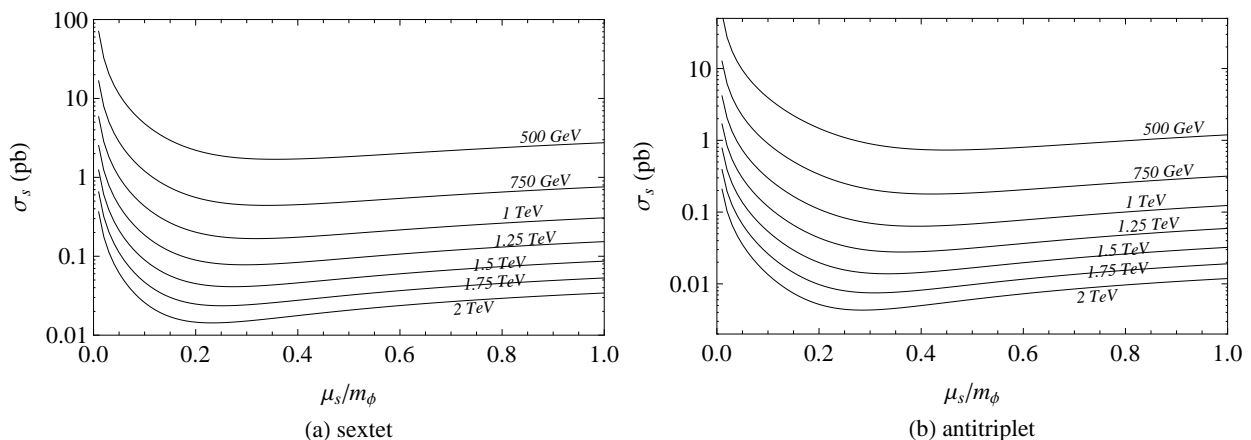 100
10
1
0.1
0.01
σs (pb)
500 GeV
750 GeV
1 TeV
1.25 TeV
1.5 TeV
1.75 TeV
2 TeV
0.0 0.2 0.4 0.6 0.8 1.0
μs/mϕ
(a) sextet
10
1
0.1
0.01
σs (pb)
500 GeV
750 GeV
1 TeV
1.25 TeV
1.5 TeV
1.75 TeV
2 TeV
0.0 0.2 0.4 0.6 0.8 1.0
μs/mϕ
(b) antitriplet